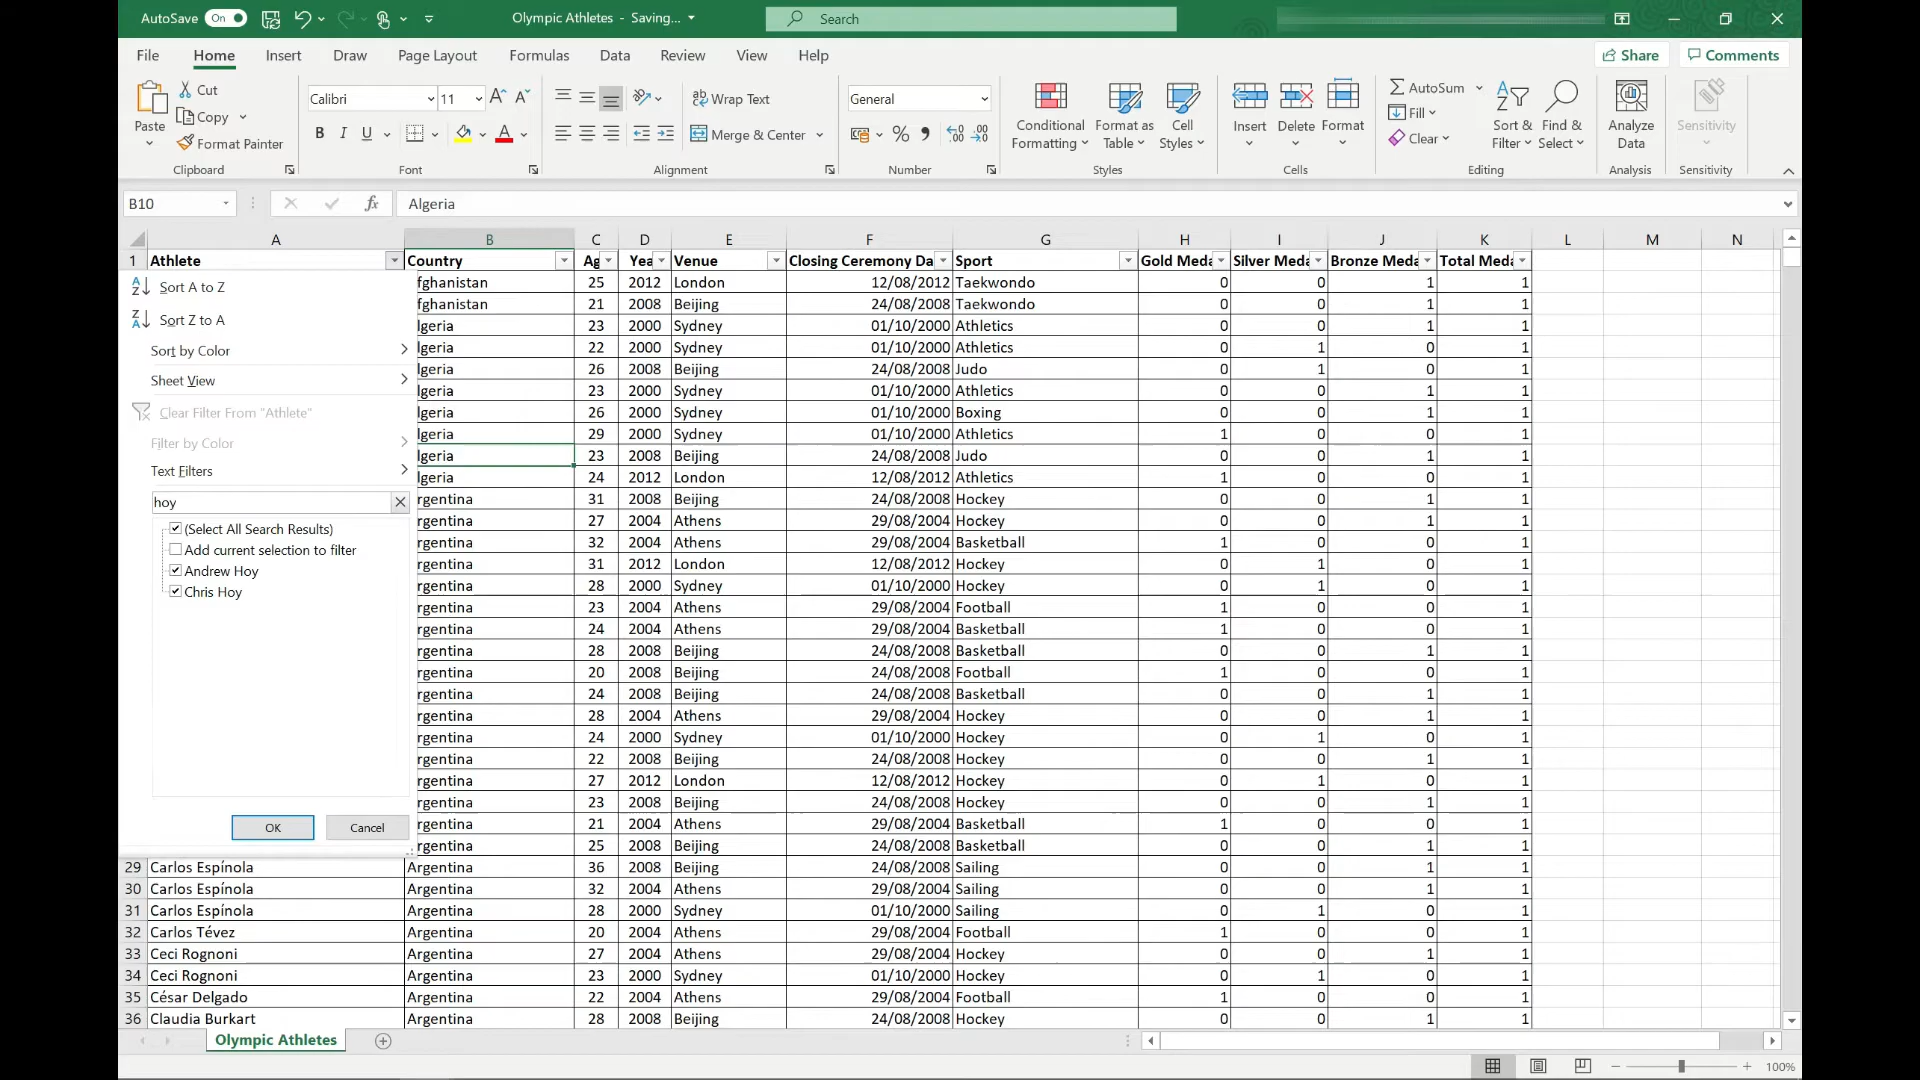 AutoSave On Olympic Athletes - Saving... Search
File Home Insert Draw Page Layout Formulas Data Review View Help Share Comments
Paste Cut Copy Format Painter Clipboard
Calibri 11 B I U A Font
Wrap Text Merge & Center Alignment
General % Number
Conditional Formatting Format as Table Cell Styles Styles
Insert Delete Format Cells
AutoSum Fill Clear Sort & Filter Find & Select Editing
Analyze Data Analysis
Sensitivity Sensitivity
B10 fx Algeria
A B C D E F G H I J K L M N
1 Athlete Country Ag Yea Venue Closing Ceremony Da Sport Gold Meda Silver Meda Bronze Meda Total Meda
Sort A to Z
Sort Z to A
Sort by Color
Sheet View
Clear Filter From "Athlete"
Filter by Color
Text Filters
hoy
(Select All Search Results)
Add current selection to filter
Andrew Hoy
Chris Hoy
OK Cancel
fghanistan 25 2012 London 12/08/2012 Taekwondo 0 0 1 1
fghanistan 21 2008 Beijing 24/08/2008 Taekwondo 0 0 1 1
lgeria 23 2000 Sydney 01/10/2000 Athletics 0 0 1 1
lgeria 22 2000 Sydney 01/10/2000 Athletics 0 1 0 1
lgeria 26 2008 Beijing 24/08/2008 Judo 0 1 0 1
lgeria 23 2000 Sydney 01/10/2000 Athletics 0 0 1 1
lgeria 26 2000 Sydney 01/10/2000 Boxing 0 0 1 1
lgeria 29 2000 Sydney 01/10/2000 Athletics 1 0 0 1
lgeria 23 2008 Beijing 24/08/2008 Judo 0 0 1 1
lgeria 24 2012 London 12/08/2012 Athletics 1 0 0 1
rgentina 31 2008 Beijing 24/08/2008 Hockey 0 0 1 1
rgentina 27 2004 Athens 29/08/2004 Hockey 0 0 1 1
rgentina 32 2004 Athens 29/08/2004 Basketball 1 0 0 1
rgentina 31 2012 London 12/08/2012 Hockey 0 1 0 1
rgentina 28 2000 Sydney 01/10/2000 Hockey 0 1 0 1
rgentina 23 2004 Athens 29/08/2004 Football 1 0 0 1
rgentina 24 2004 Athens 29/08/2004 Basketball 1 0 0 1
rgentina 28 2008 Beijing 24/08/2008 Basketball 0 0 1 1
rgentina 20 2008 Beijing 24/08/2008 Football 1 0 0 1
rgentina 24 2008 Beijing 24/08/2008 Basketball 0 0 1 1
rgentina 28 2004 Athens 29/08/2004 Hockey 0 0 1 1
rgentina 24 2000 Sydney 01/10/2000 Hockey 0 1 0 1
rgentina 22 2008 Beijing 24/08/2008 Hockey 0 0 1 1
rgentina 27 2012 London 12/08/2012 Hockey 0 1 0 1
rgentina 23 2008 Beijing 24/08/2008 Hockey 0 0 1 1
rgentina 21 2004 Athens 29/08/2004 Basketball 1 0 0 1
rgentina 25 2008 Beijing 24/08/2008 Basketball 0 0 1 1
29 Carlos Espínola Argentina 36 2008 Beijing 24/08/2008 Sailing 0 0 1 1
30 Carlos Espínola Argentina 32 2004 Athens 29/08/2004 Sailing 0 0 1 1
31 Carlos Espínola Argentina 28 2000 Sydney 01/10/2000 Sailing 0 1 0 1
32 Carlos Tévez Argentina 20 2004 Athens 29/08/2004 Football 1 0 0 1
33 Ceci Rognoni Argentina 27 2004 Athens 29/08/2004 Hockey 0 0 1 1
34 Ceci Rognoni Argentina 23 2000 Sydney 01/10/2000 Hockey 0 1 0 1
35 César Delgado Argentina 22 2004 Athens 29/08/2004 Football 1 0 0 1
36 Claudia Burkart Argentina 28 2008 Beijing 24/08/2008 Hockey 0 0 1 1
Olympic Athletes
100%